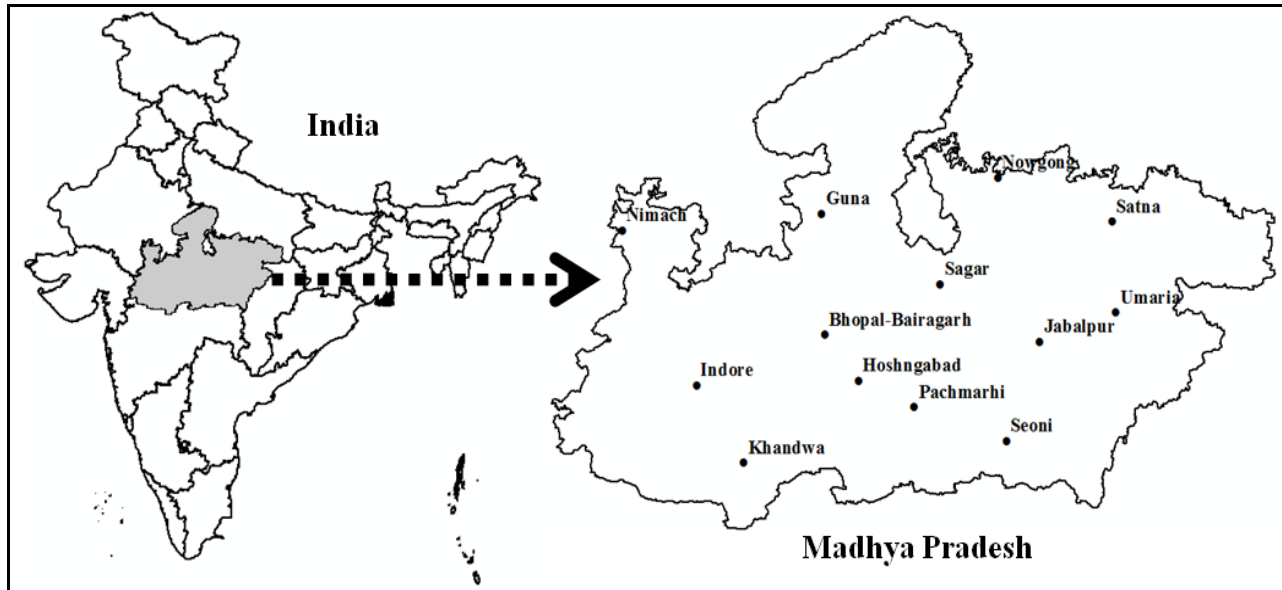 India
Nowgong
Guna
Satna
Nimach
Sagar
Umaria
Bhopal-Bairagarh
Jabalpur
Indore
Hoshngabad
Pachmarhi
Seoni
Khandwa
Madhya Pradesh